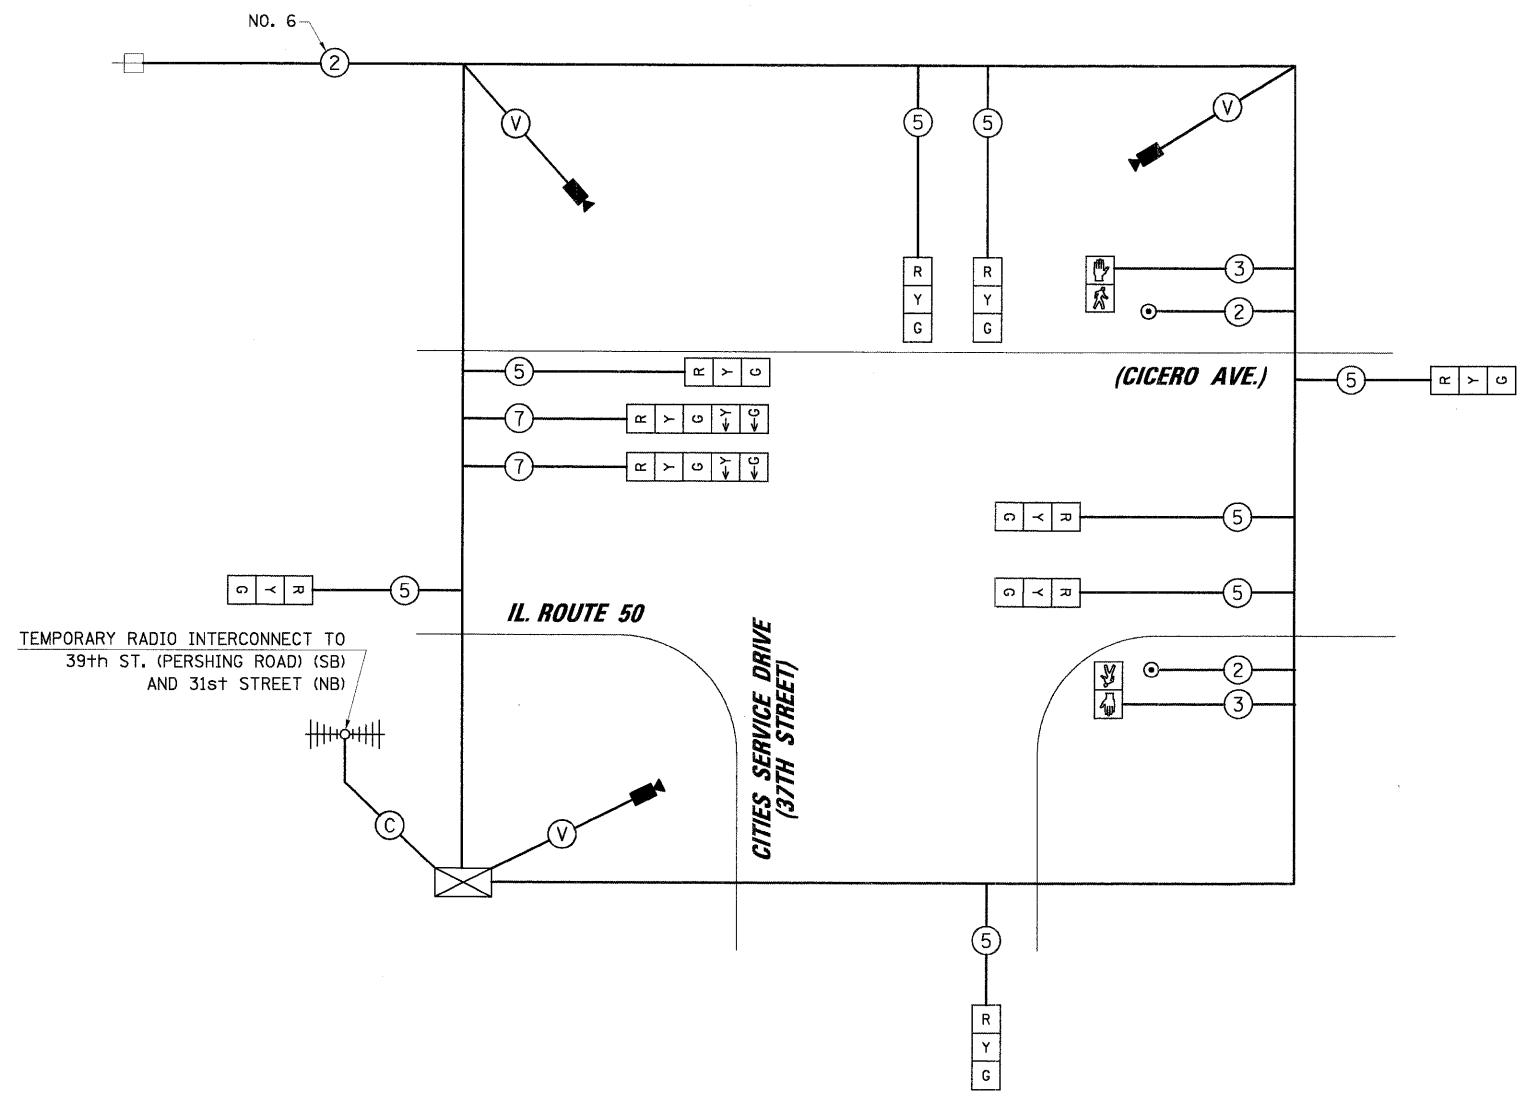 NO. 6
2
V
V
5
5
R
Y
G
R
Y
G
3
2
5
R Y G
(CICERO AVE.)
5
R Y G
7
R Y G ←Y ←G
7
R Y G ←Y ←G
G Y R
5
G Y R
5
G Y R
5
IL. ROUTE 50
TEMPORARY RADIO INTERCONNECT TO
39th ST. (PERSHING ROAD) (SB)
AND 31st STREET (NB)
CITIES SERVICE DRIVE
(37TH STREET)
2
3
C
V
5
R
Y
G